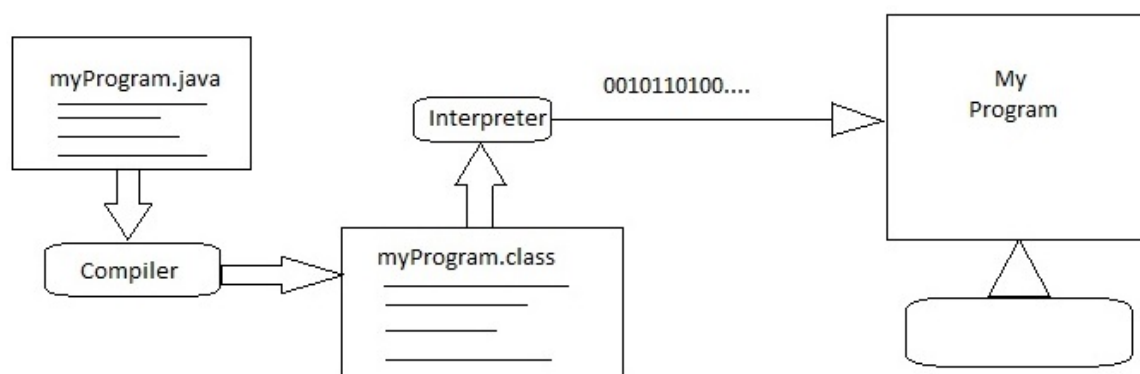 myProgram.java
Compiler
myProgram.class
Interpreter
0010110100....
My
Program